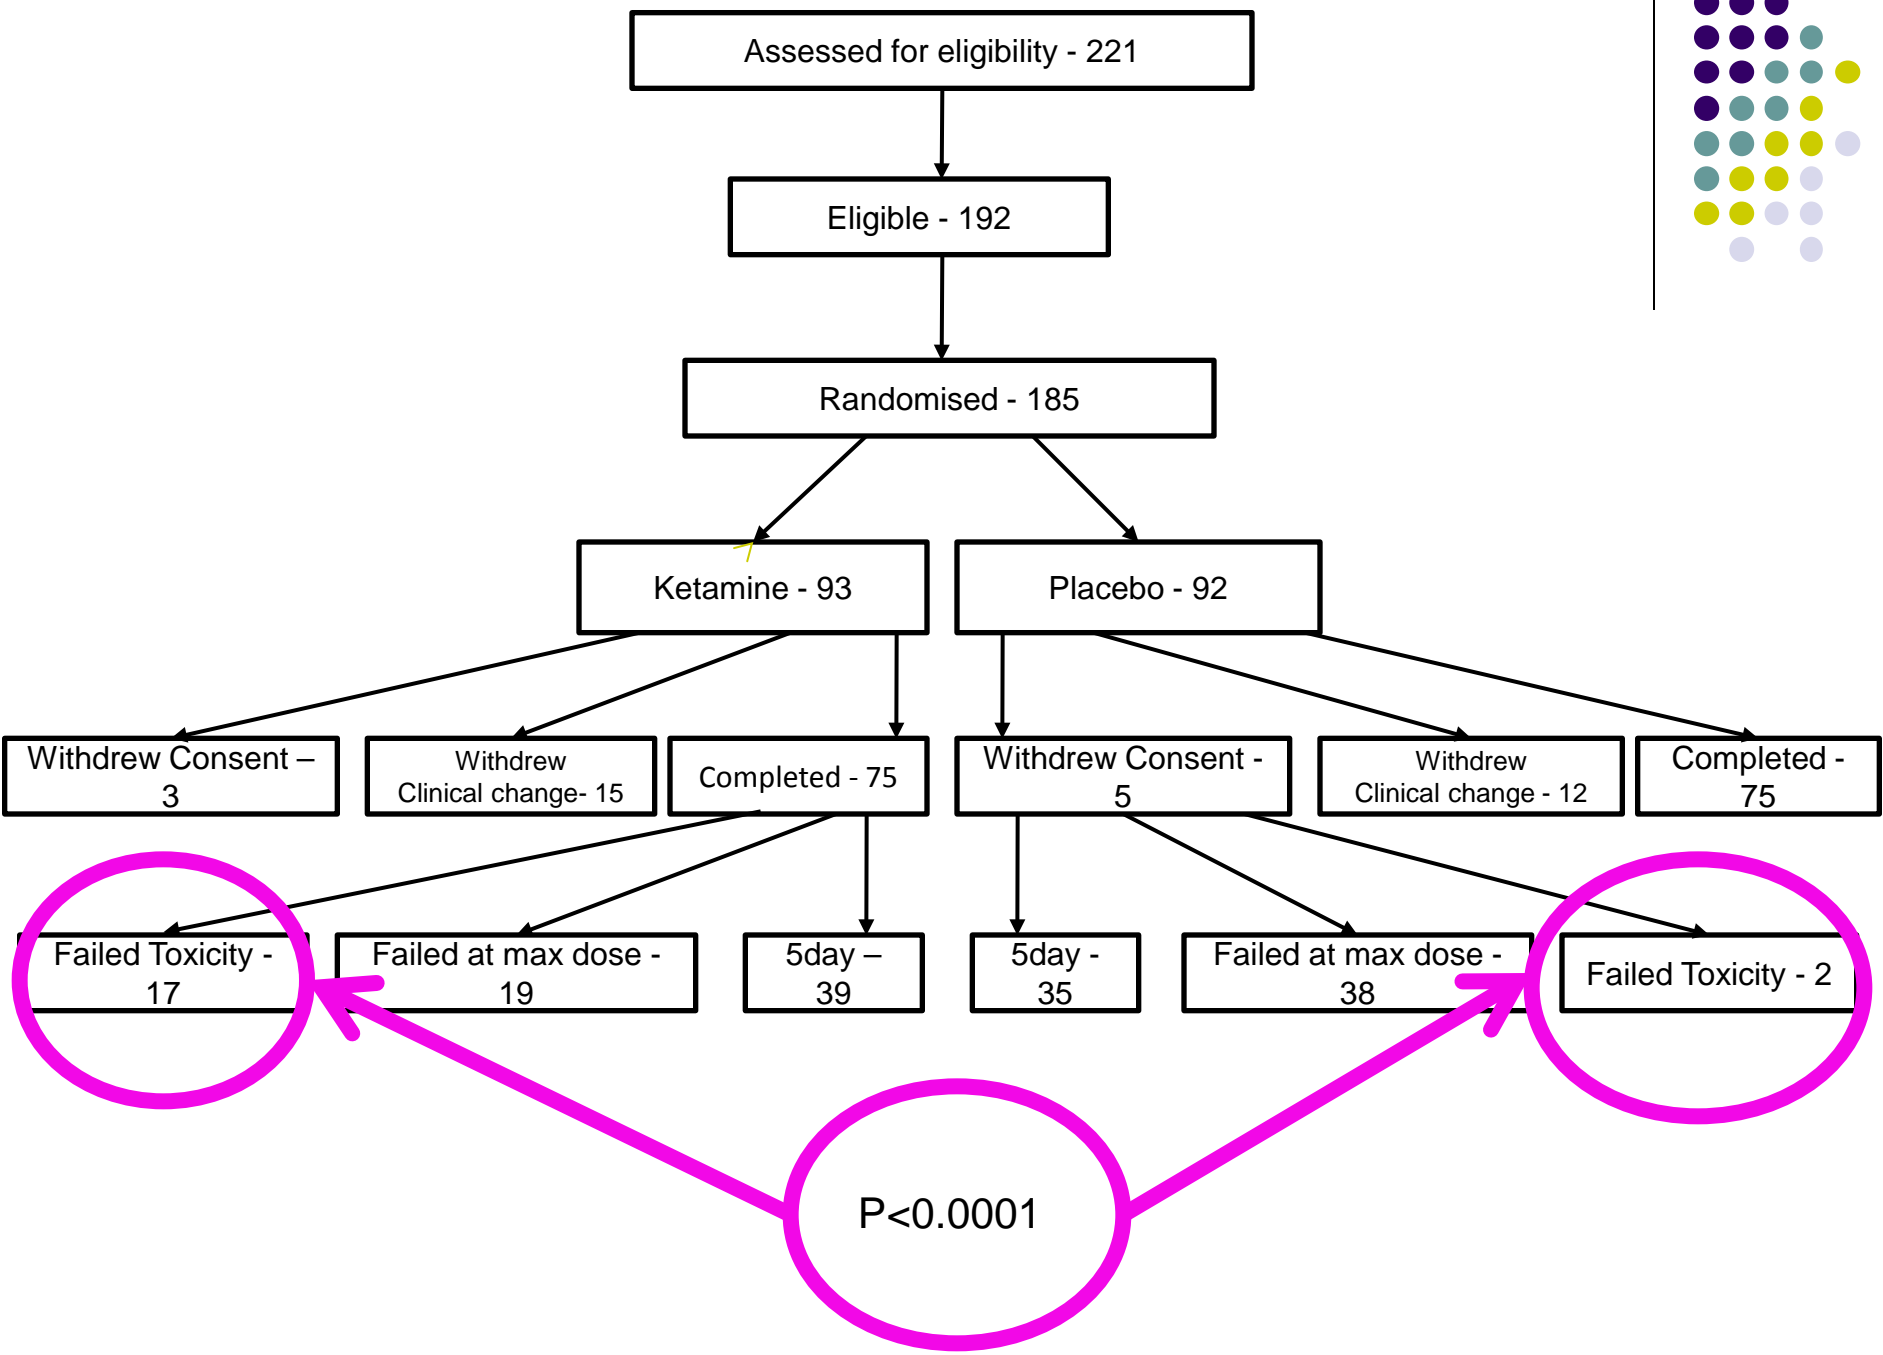 Assessed for eligibility - 221
Eligible - 192
Randomised - 185
Ketamine - 93
Placebo - 92
Withdrew Consent –
3
Withdrew
Clinical change- 15
Completed - 75
Withdrew Consent -
5
Withdrew
Clinical change - 12
Completed -
75
Failed Toxicity -
17
Failed at max dose -
19
5day –
39
5day -
35
Failed at max dose -
38
Failed Toxicity - 2
P<0.0001